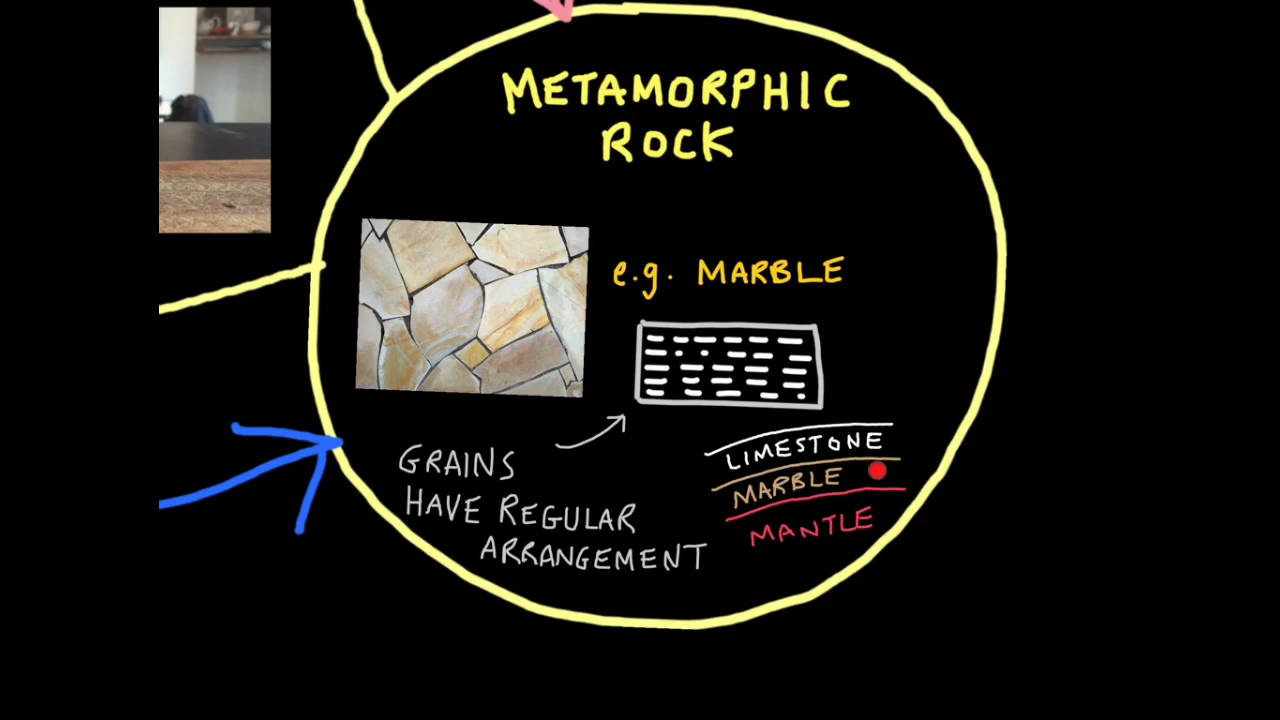 METAMORPHIC
ROCK
e.g. MARBLE
GRAINS
HAVE REGULAR
ARRANGEMENT
LIMESTONE
MARBLE
MANTLE